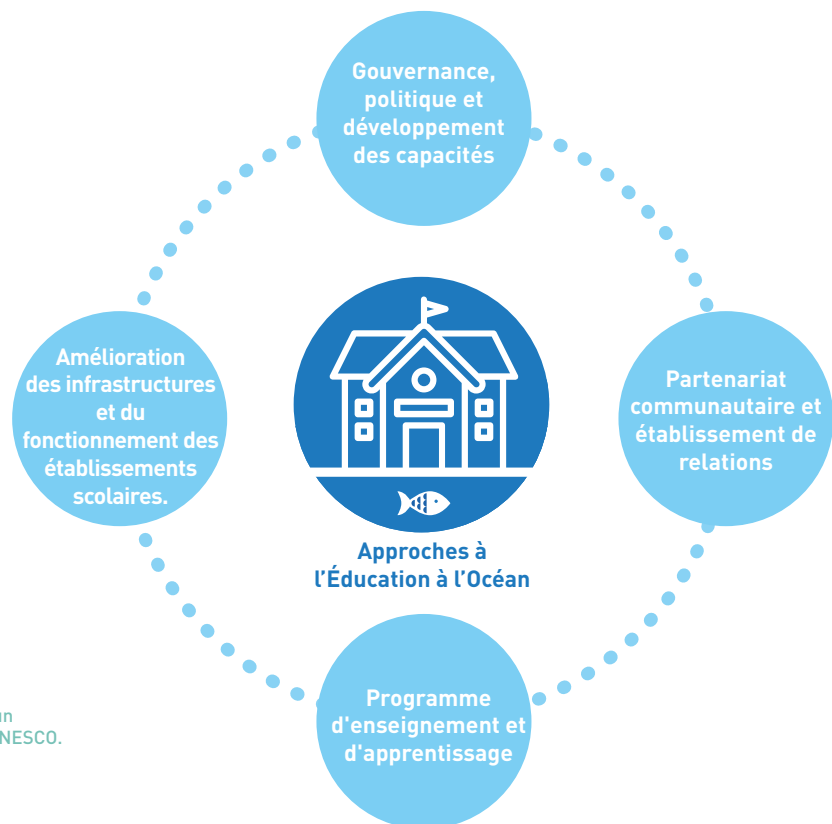 Gouvernance,
politique et
développement
des capacités
Amélioration
des infrastructures
et du
fonctionnement des
établissements
scolaires.
Partenariat
communautaire et
établissement de
relations
Approches à
l'Éducation à l'Océan
Programme
d'enseignement et
d'apprentissage